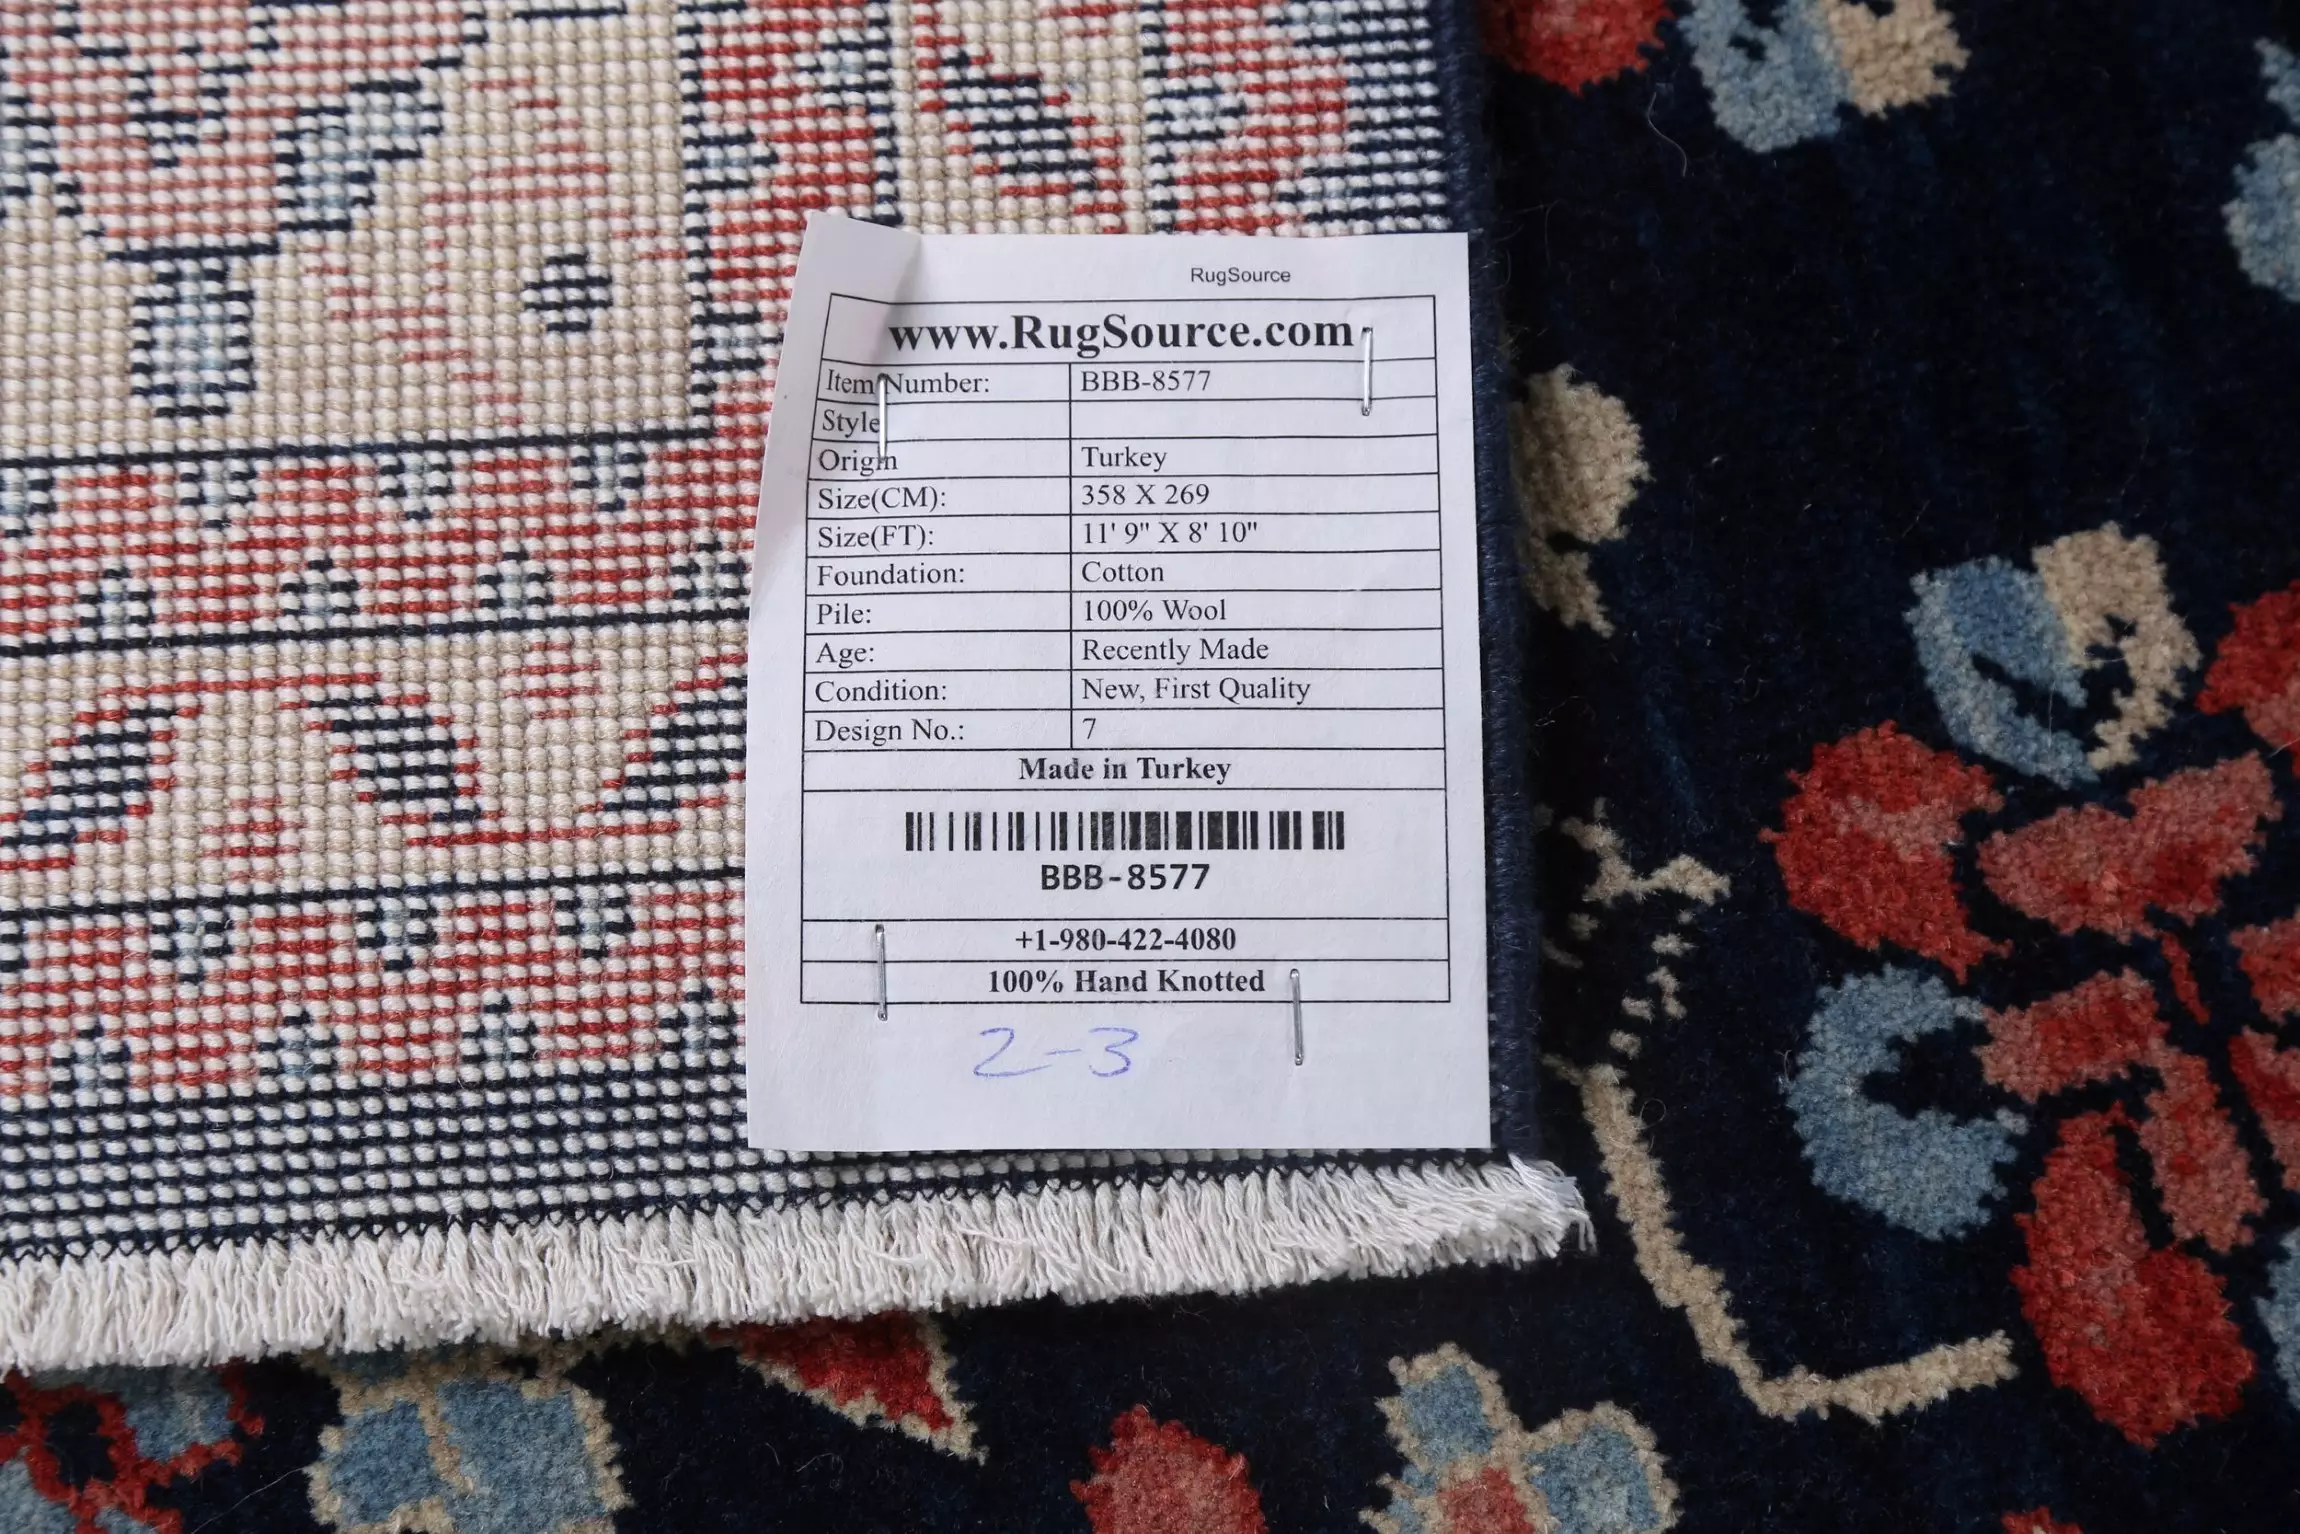 RugSource
www.RugSource.com
Item Number: BBB-8577
Style
Origin Turkey
Size(CM): 358 X 269
Size(FT): 11' 9" X 8' 10"
Foundation: Cotton
Pile: 100% Wool
Age: Recently Made
Condition: New, First Quality
Design No.: 7
Made in Turkey
BBB-8577
+1-980-422-4080
100% Hand Knotted
2-3